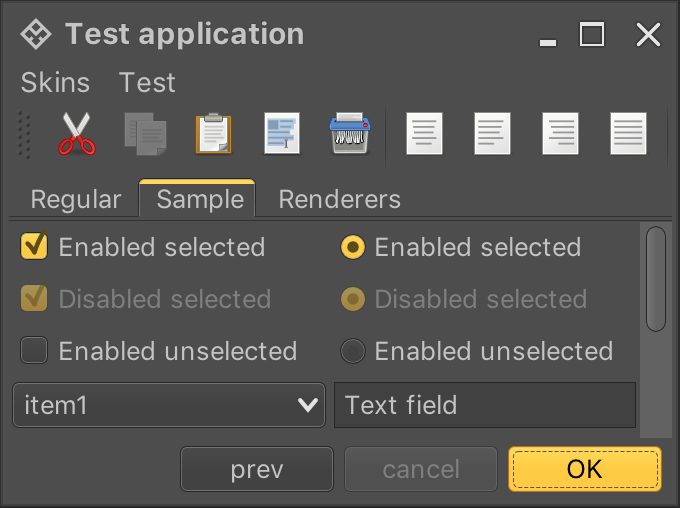 Test application
Skins Test
Regular Sample Renderers
Enabled selected Enabled selected
Disabled selected Disabled selected
Enabled unselected Enabled unselected
item1 Text field
prev cancel OK